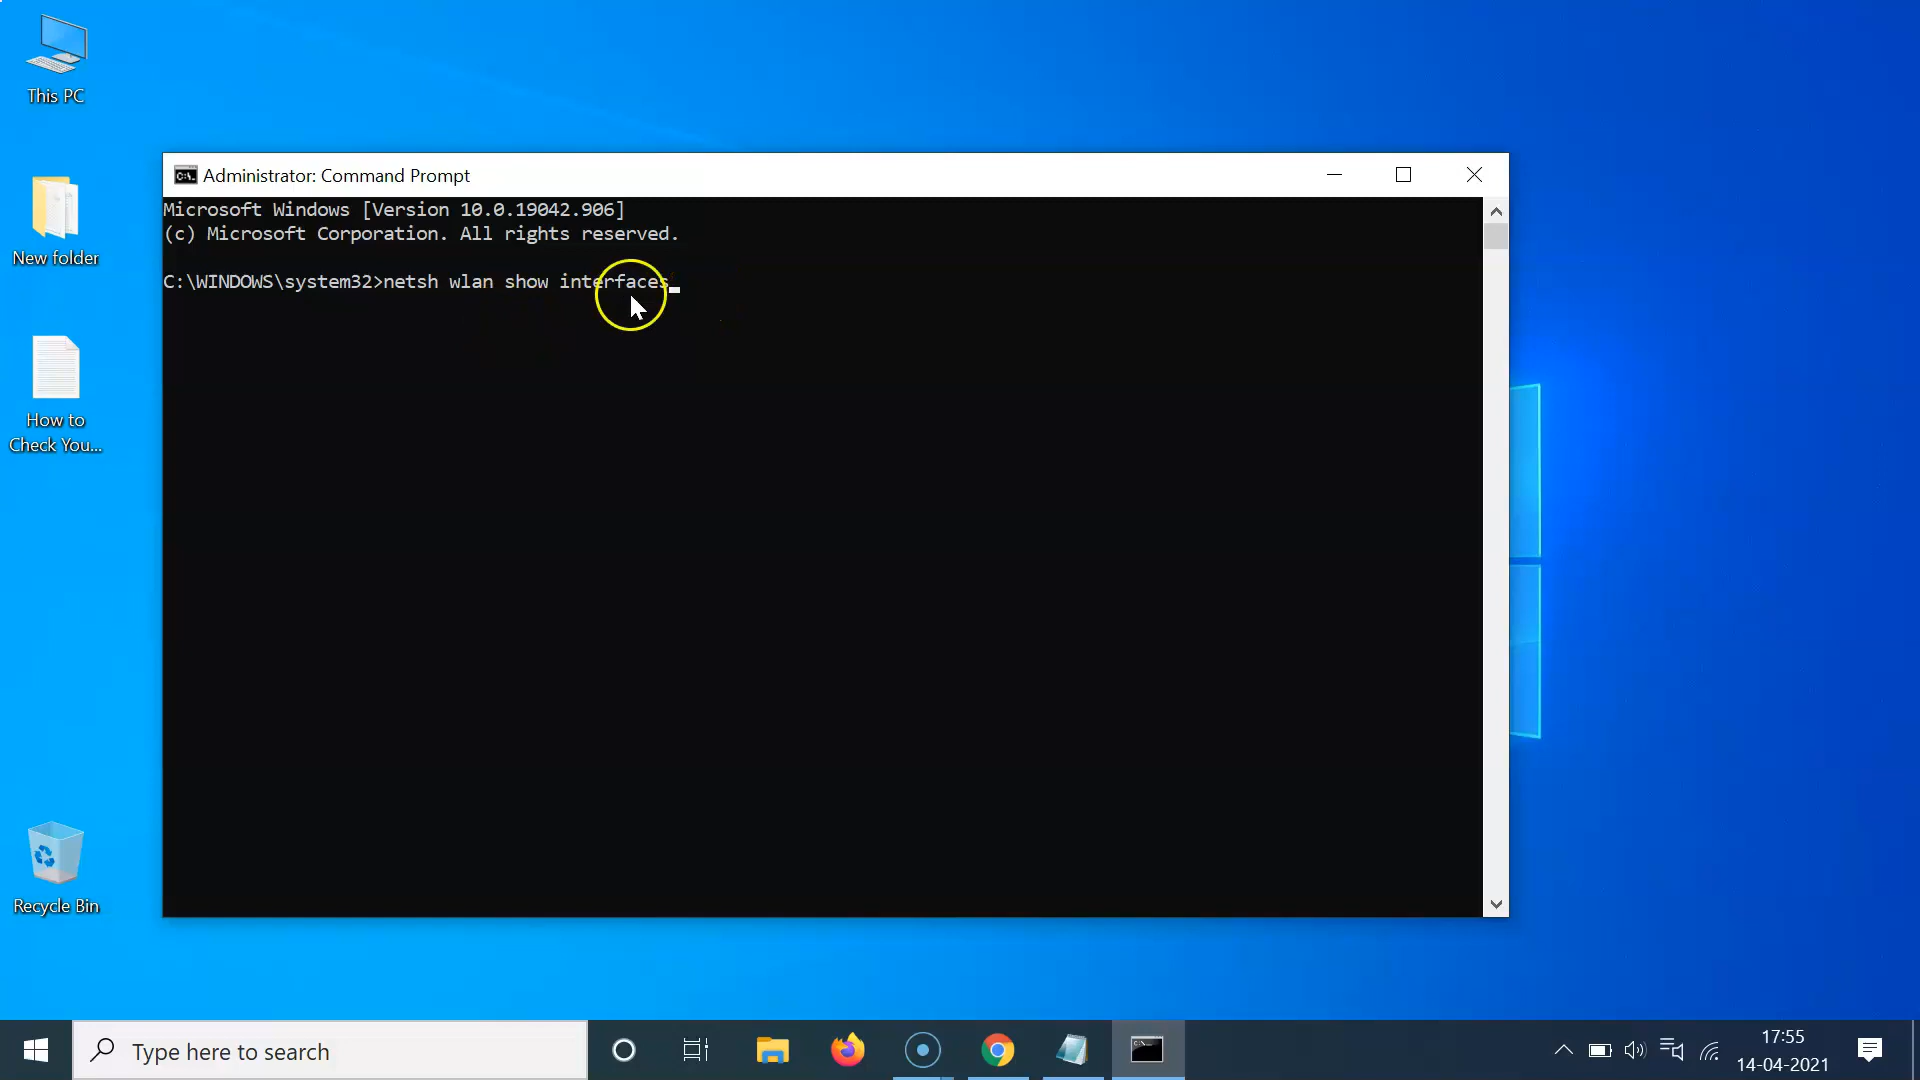 This PC
New folder
How to
Check You...
Recycle Bin
Administrator: Command Prompt
Microsoft Windows [Version 10.0.19042.906]
(c) Microsoft Corporation. All rights reserved.
C:\WINDOWS\system32>netsh wlan show interfaces
Type here to search
17:55
14-04-2021